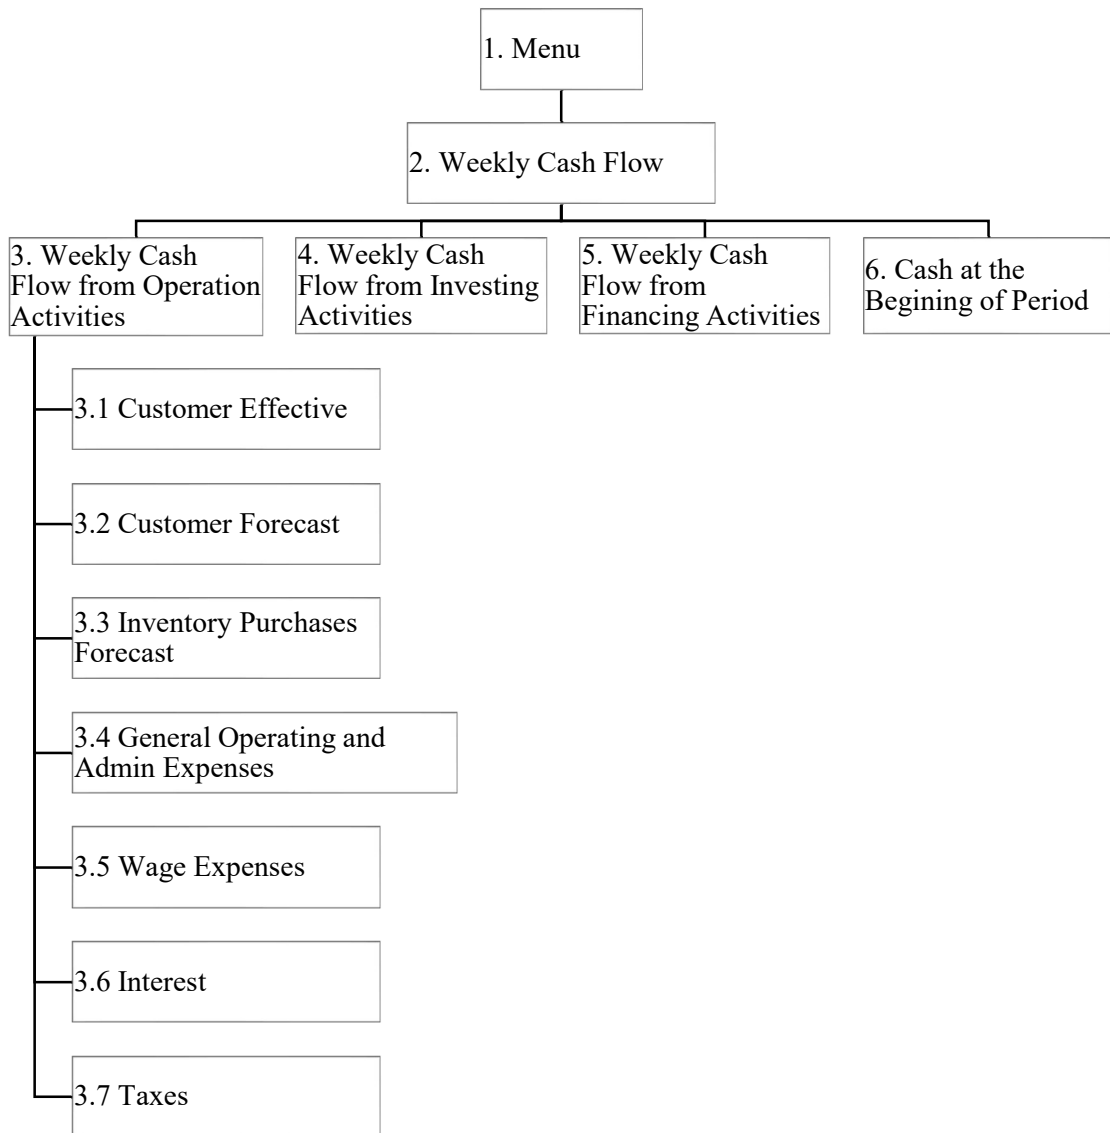 1. Menu
2. Weekly Cash Flow
3. Weekly Cash
Flow from Operation
Activities
4. Weekly Cash
Flow from Investing
Activities
5. Weekly Cash
Flow from
Financing Activities
6. Cash at the
Begining of Period
3.1 Customer Effective
3.2 Customer Forecast
3.3 Inventory Purchases
Forecast
3.4 General Operating and
Admin Expenses
3.5 Wage Expenses
3.6 Interest
3.7 Taxes